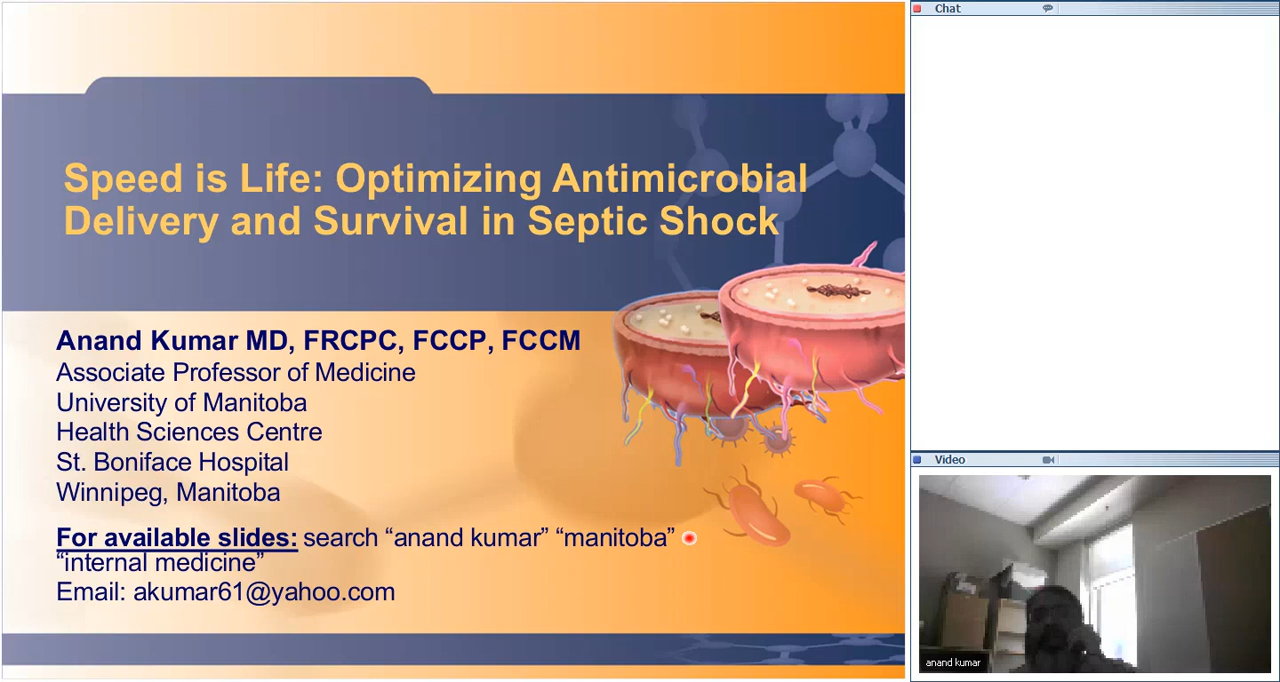 Speed is Life: Optimizing Antimicrobial
Delivery and Survival in Septic Shock
Anand Kumar MD, FRCPC, FCCP, FCCM
Associate Professor of Medicine
University of Manitoba
Health Sciences Centre
St. Boniface Hospital
Winnipeg, Manitoba
For available slides: search “anand kumar” “manitoba”
“internal medicine”
Email: akumar61@yahoo.com
Chat
Video
anand kumar